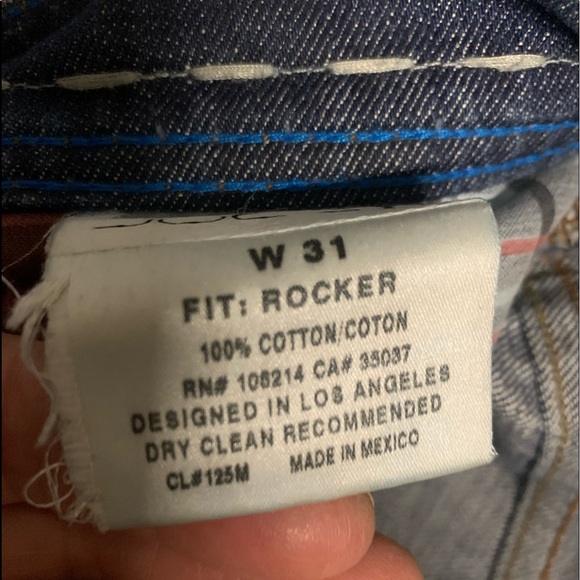 W 31
FIT: ROCKER
100% COTTON/COTON
RN# 106214 CA# 35037
DESIGNED IN LOS ANGELES
DRY CLEAN RECOMMENDED
CL#125M MADE IN MEXICO